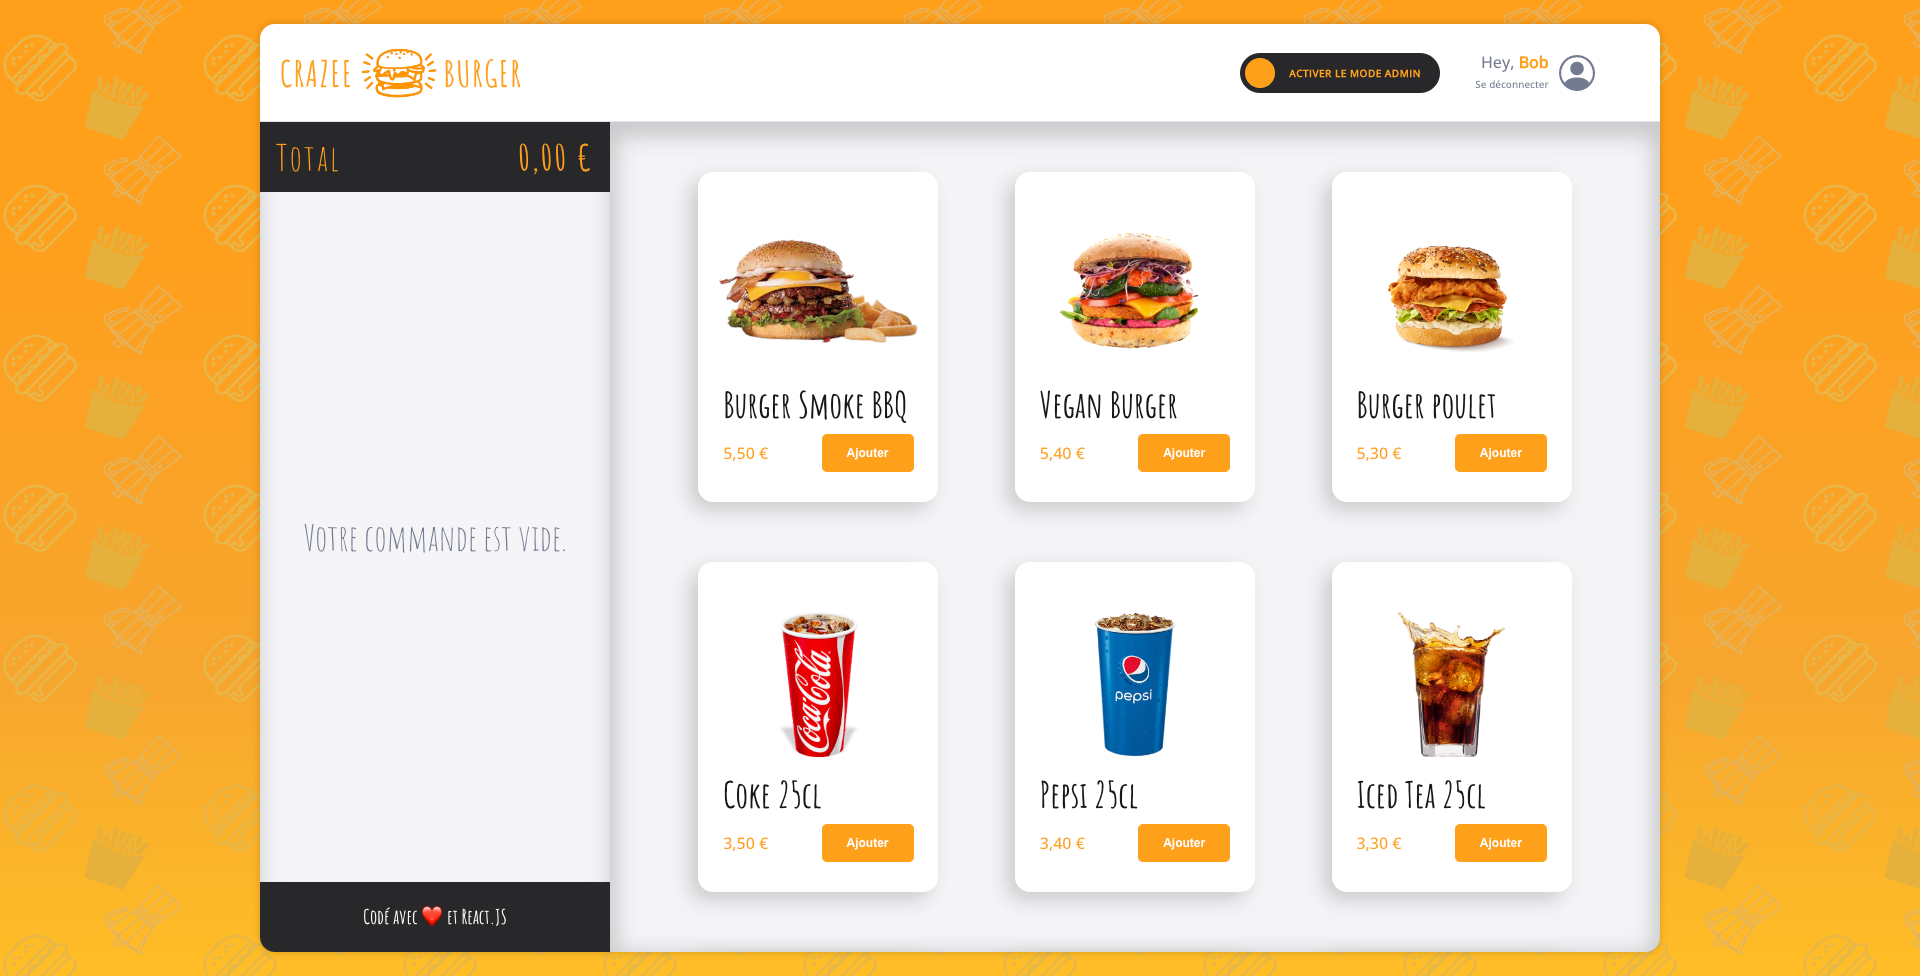 CRAZEE BURGER
ACTIVER LE MODE ADMIN
Hey, Bob
Se déconnecter
Total 0,00 €
Votre commande est vide.
Codé avec ❤️ et React.JS
Burger Smoke BBQ
5,50 €
Ajouter
Vegan Burger
5,40 €
Ajouter
Burger poulet
5,30 €
Ajouter
Coca-Cola
Coke 25cl
3,50 €
Ajouter
pepsi
Pepsi 25cl
3,40 €
Ajouter
Iced Tea 25cl
3,30 €
Ajouter